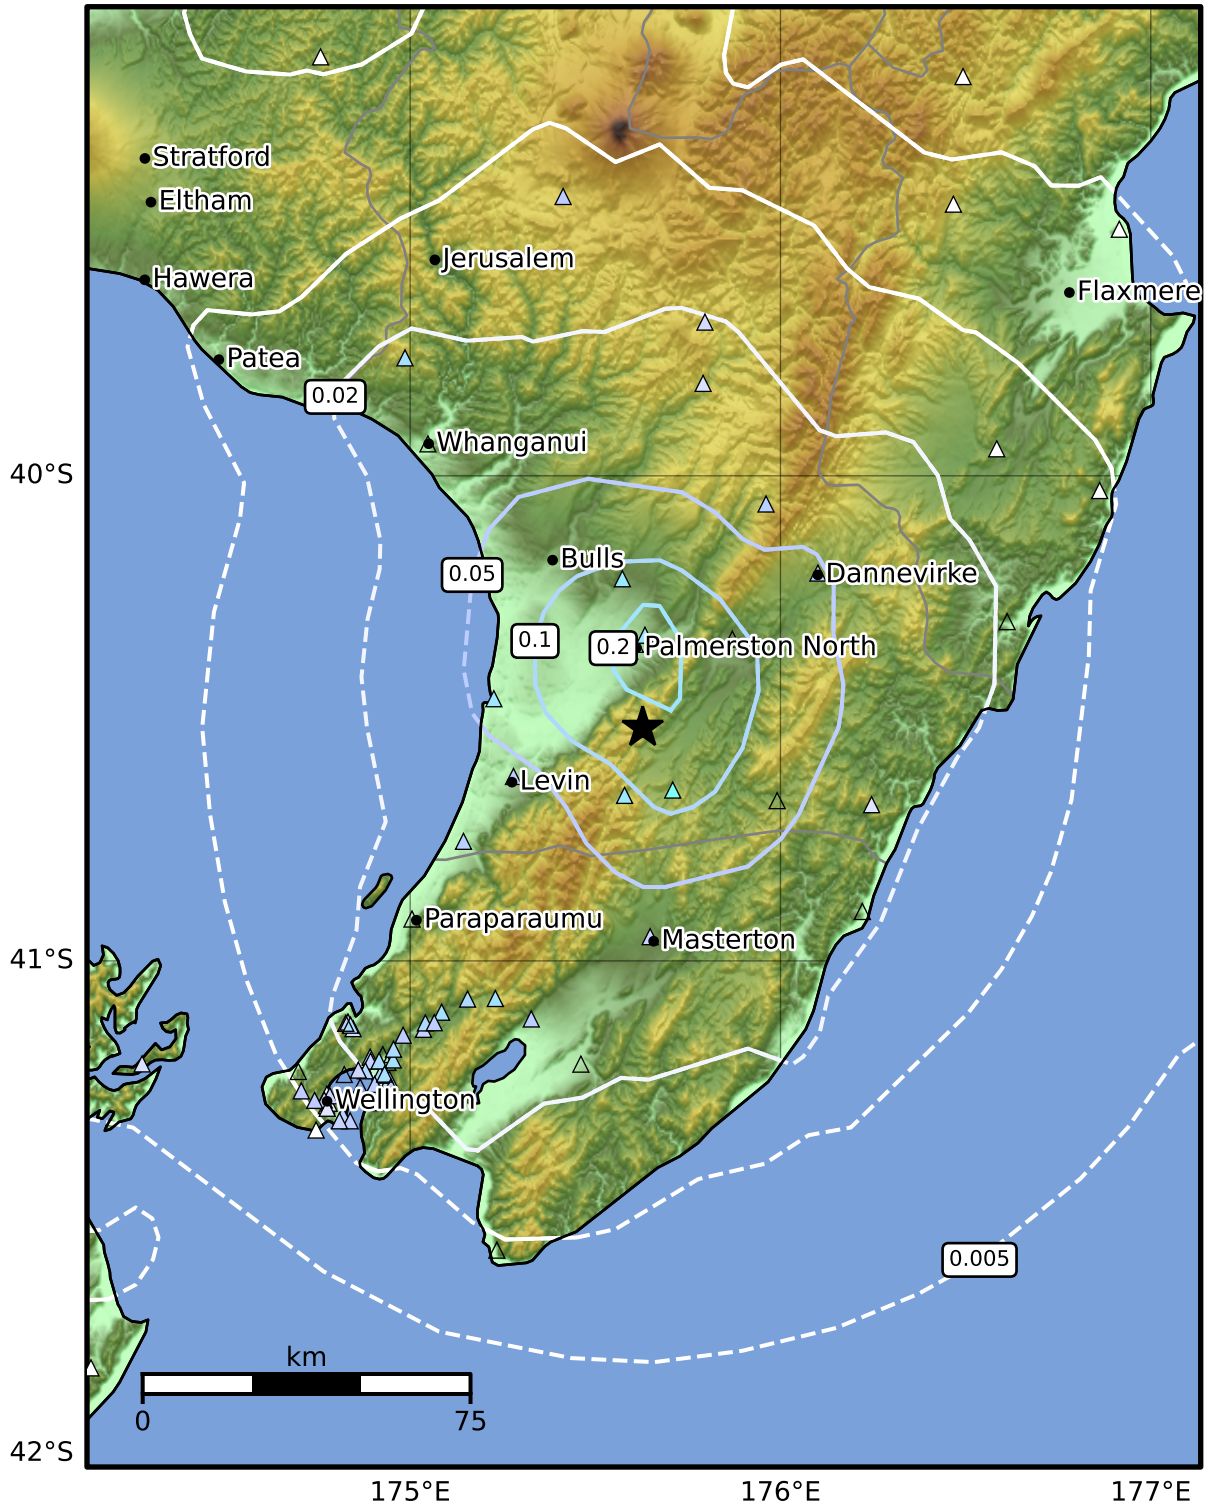 Stratford
Eltham
Jerusalem
Hawera
Flaxmere
Patea
0.02
Whanganui
40°S
Bulls
0.05
Dannevirke
0.1
0.2
Palmerston North
Levin
Paraparaumu
Masterton
41°S
Wellington
0.005
km
0
75
42°S
175°E
176°E
177°E